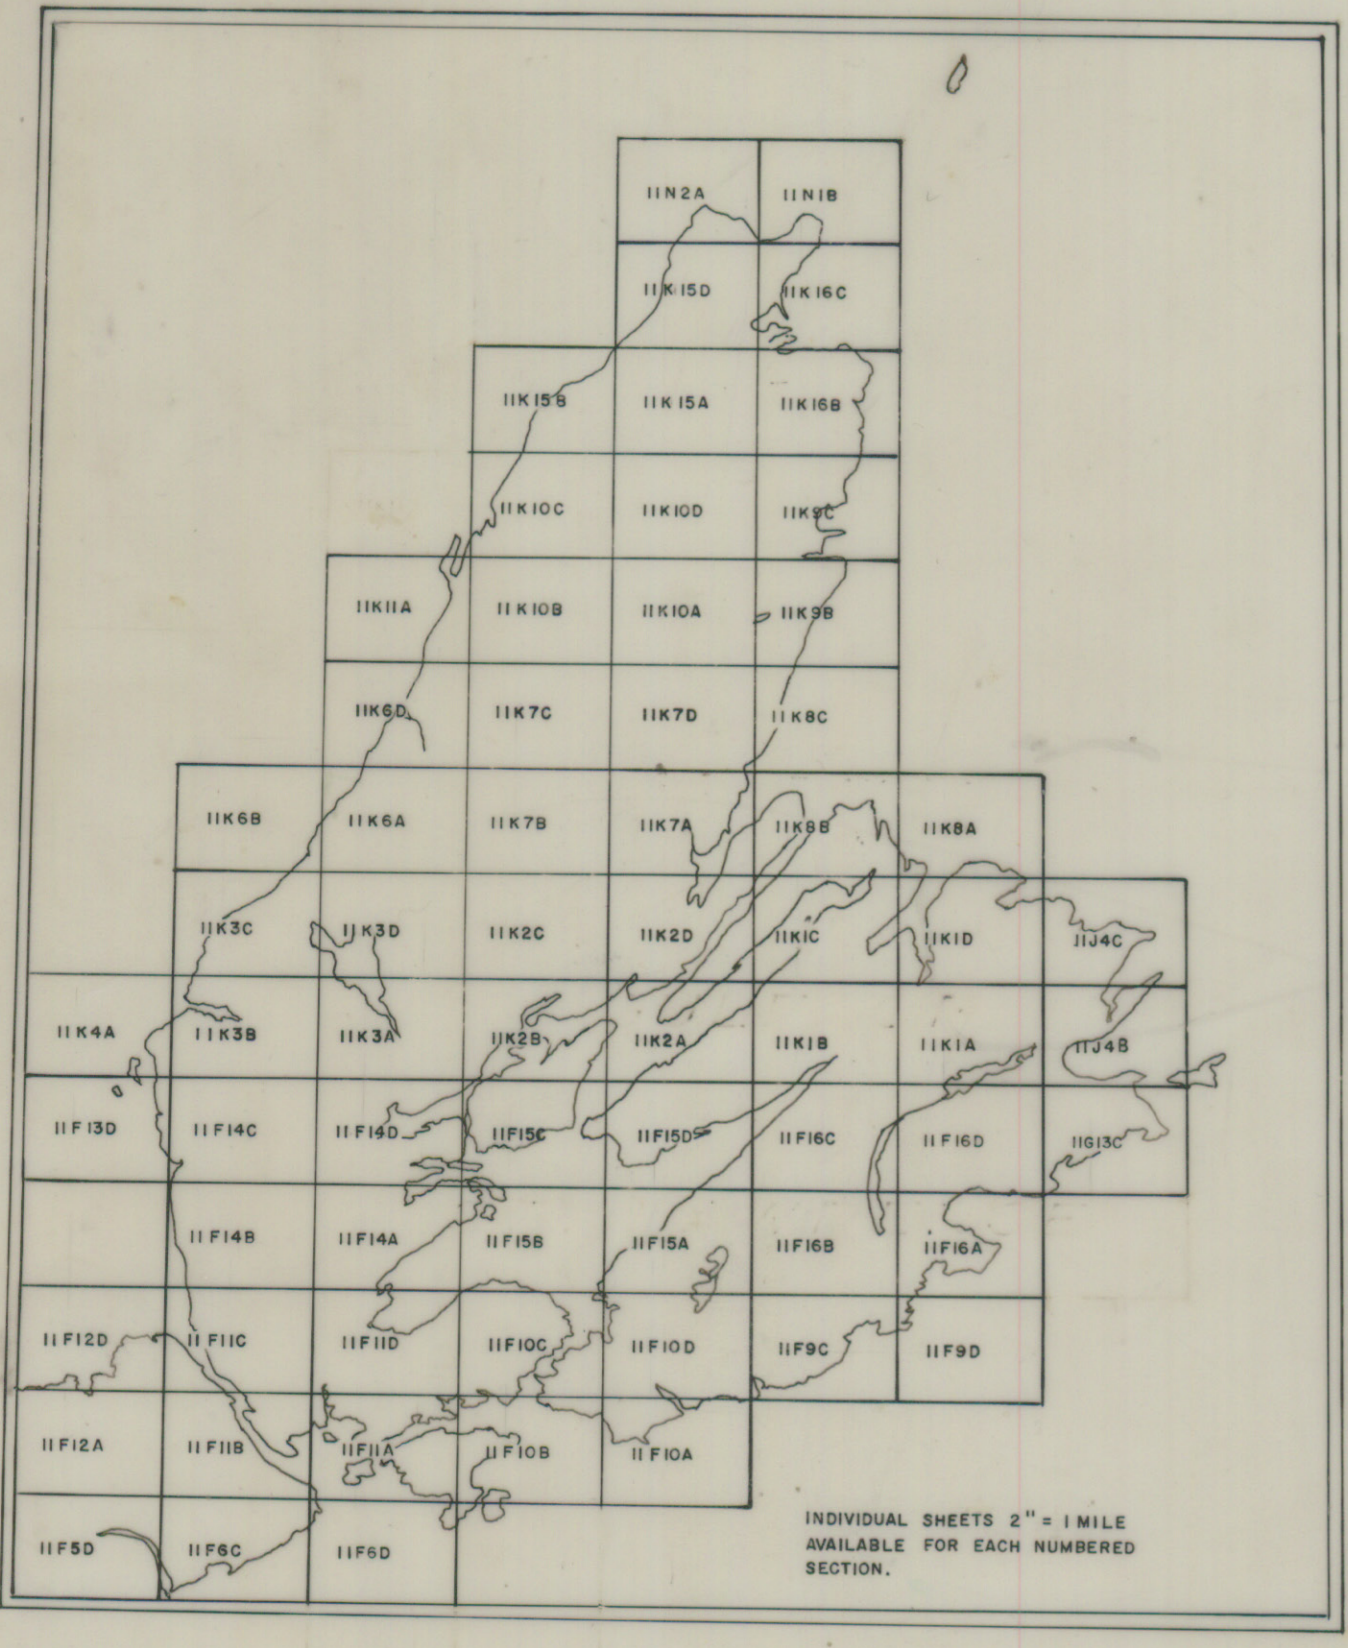 11N2A 11N1B
11K15D 11K16C
11K15B 11K15A 11K16B
11K10C 11K10D 11K9C
11K11A 11K10B 11K10A 11K9B
11K6D 11K7C 11K7D 11K8C
11K6B 11K6A 11K7B 11K7A 11K8B 11K8A
11K3C 11K3D 11K2C 11K2D 11K1C 11K1D 11J4C
11K4A 11K3B 11K3A 11K2B 11K2A 11K1B 11K1A 11J4B
11F13D 11F14C 11F14D 11F15C 11F15D 11F16C 11F16D 11G13C
11F14B 11F14A 11F15B 11F15A 11F16B 11F16A
11F12D 11F11C 11F11D 11F10C 11F10D 11F9C 11F9D
11F12A 11F11B 11F11A 11F10B 11F10A
11F5D 11F6C 11F6D
INDIVIDUAL SHEETS 2" = 1 MILE
AVAILABLE FOR EACH NUMBERED
SECTION.